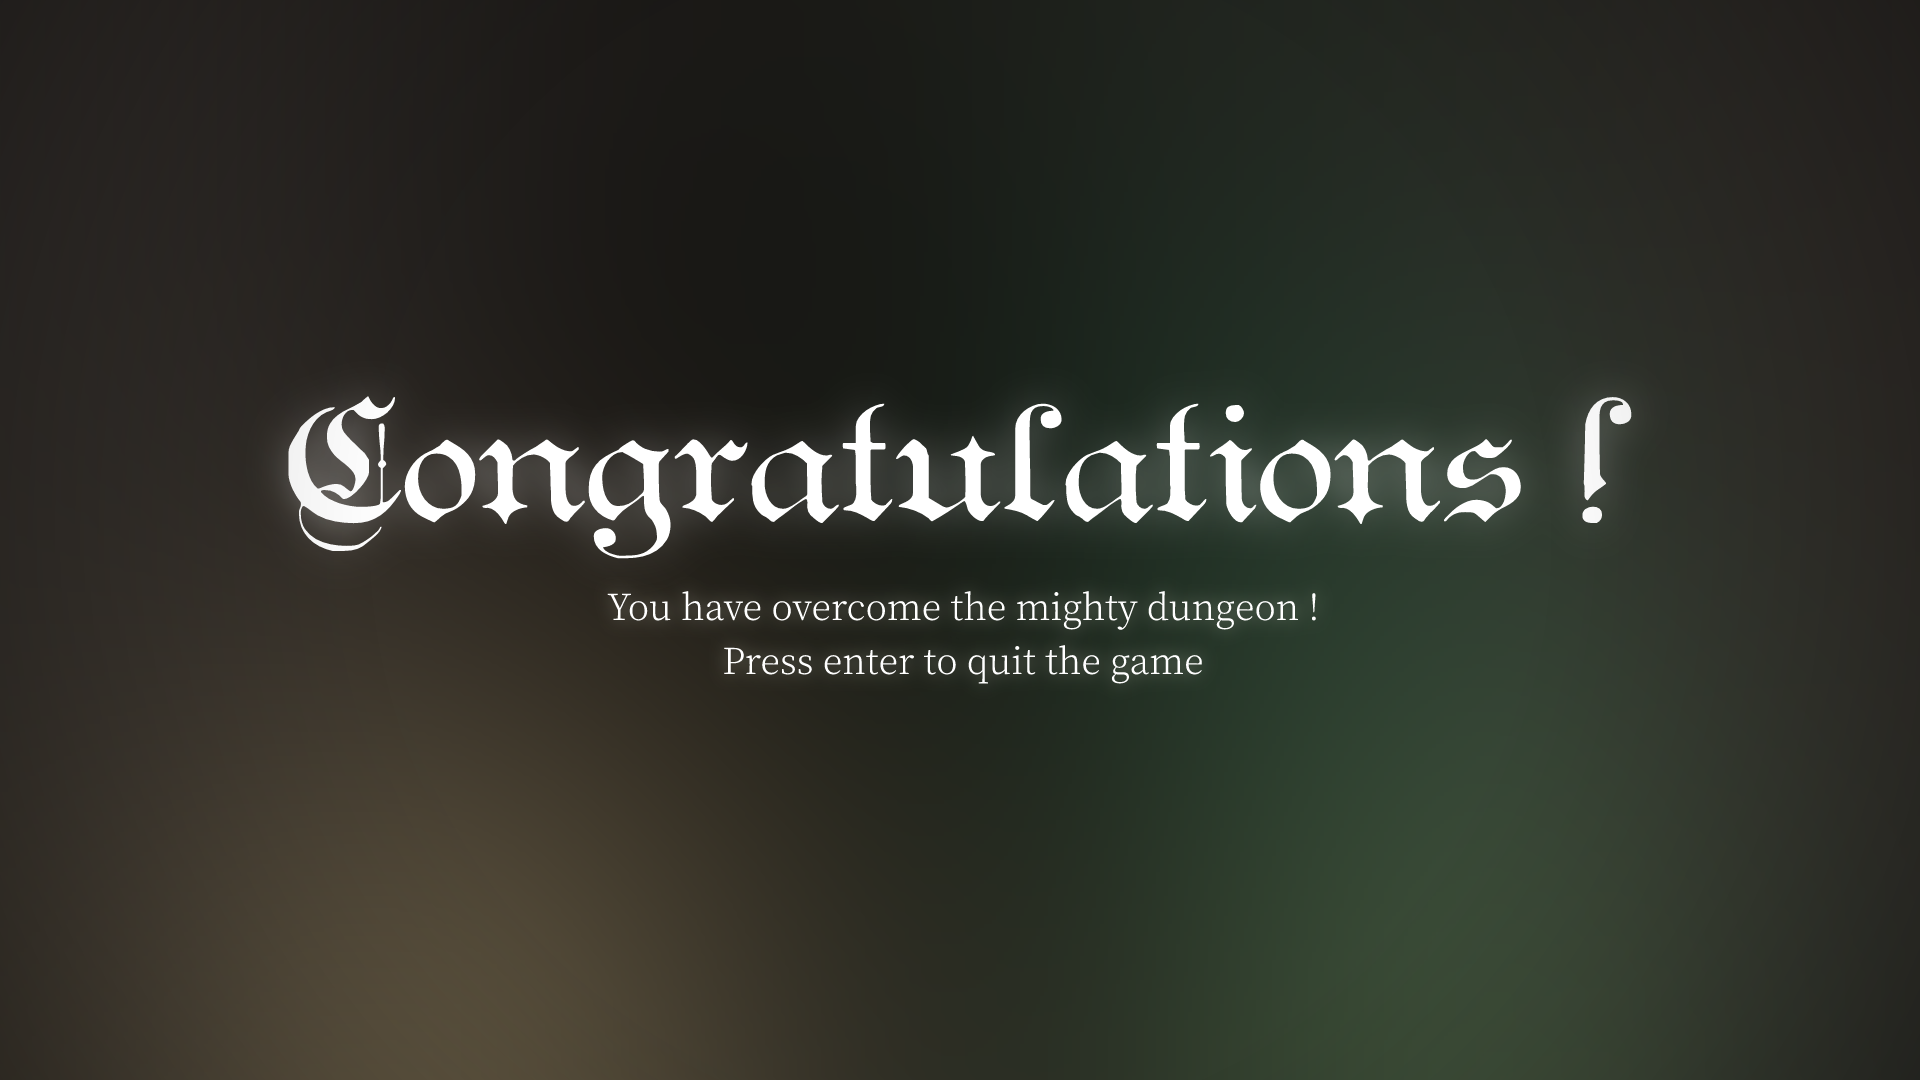 Congratulations !
You have overcome the mighty dungeon !
Press enter to quit the game